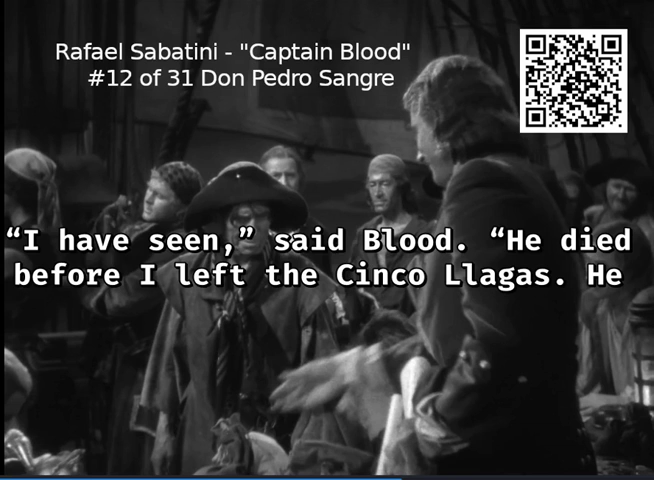 Rafael Sabatini - "Captain Blood"
#12 of 31 Don Pedro Sangre
“I have seen,” said Blood. “He died
before I left the Cinco Llagas. He